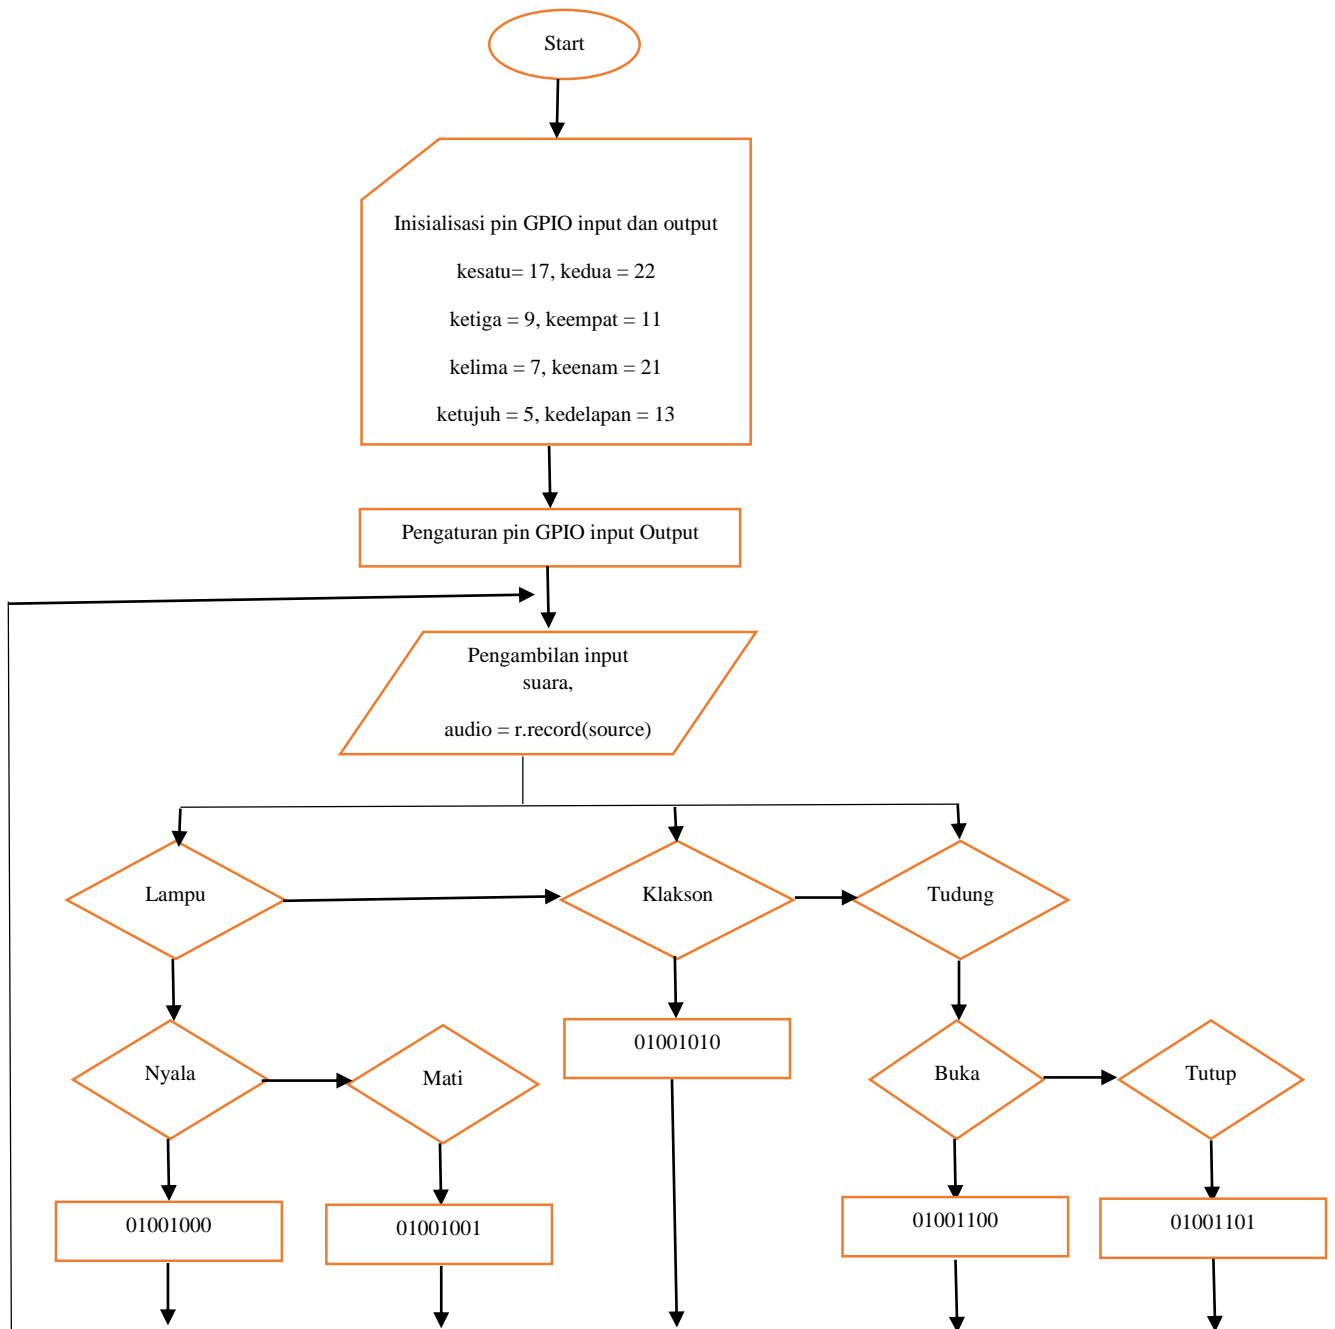 Start
Inisialisasi pin GPIO input dan output
kesatu= 17, kedua = 22
ketiga = 9, keempat = 11
kelima = 7, keenam = 21
ketujuh = 5, kedelapan = 13
Pengaturan pin GPIO input Output
Pengambilan input
suara,
audio = r.record(source)
Lampu
Klakson
Tudung
Nyala
Mati
01001010
Buka
Tutup
01001000
01001001
01001100
01001101